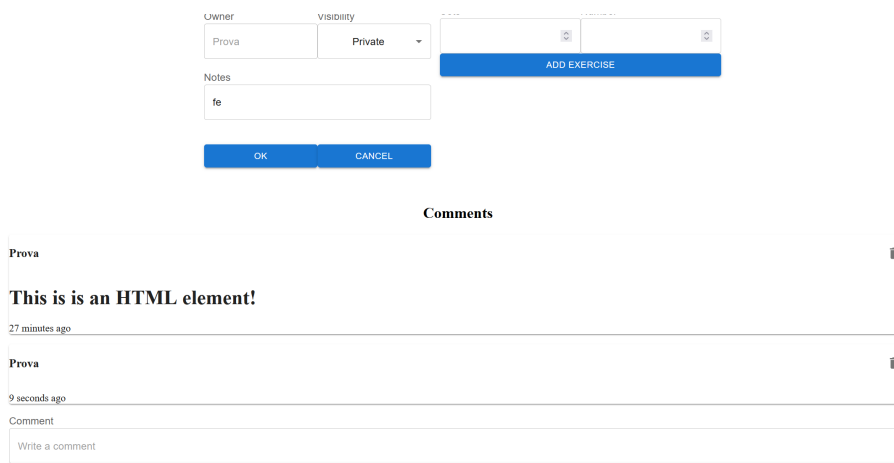 Owner Visibility
Prova Private
ADD EXERCISE
Notes
fe
OK CANCEL
Comments
Prova
This is is an HTML element!
27 minutes ago
Prova
9 seconds ago
Comment
Write a comment